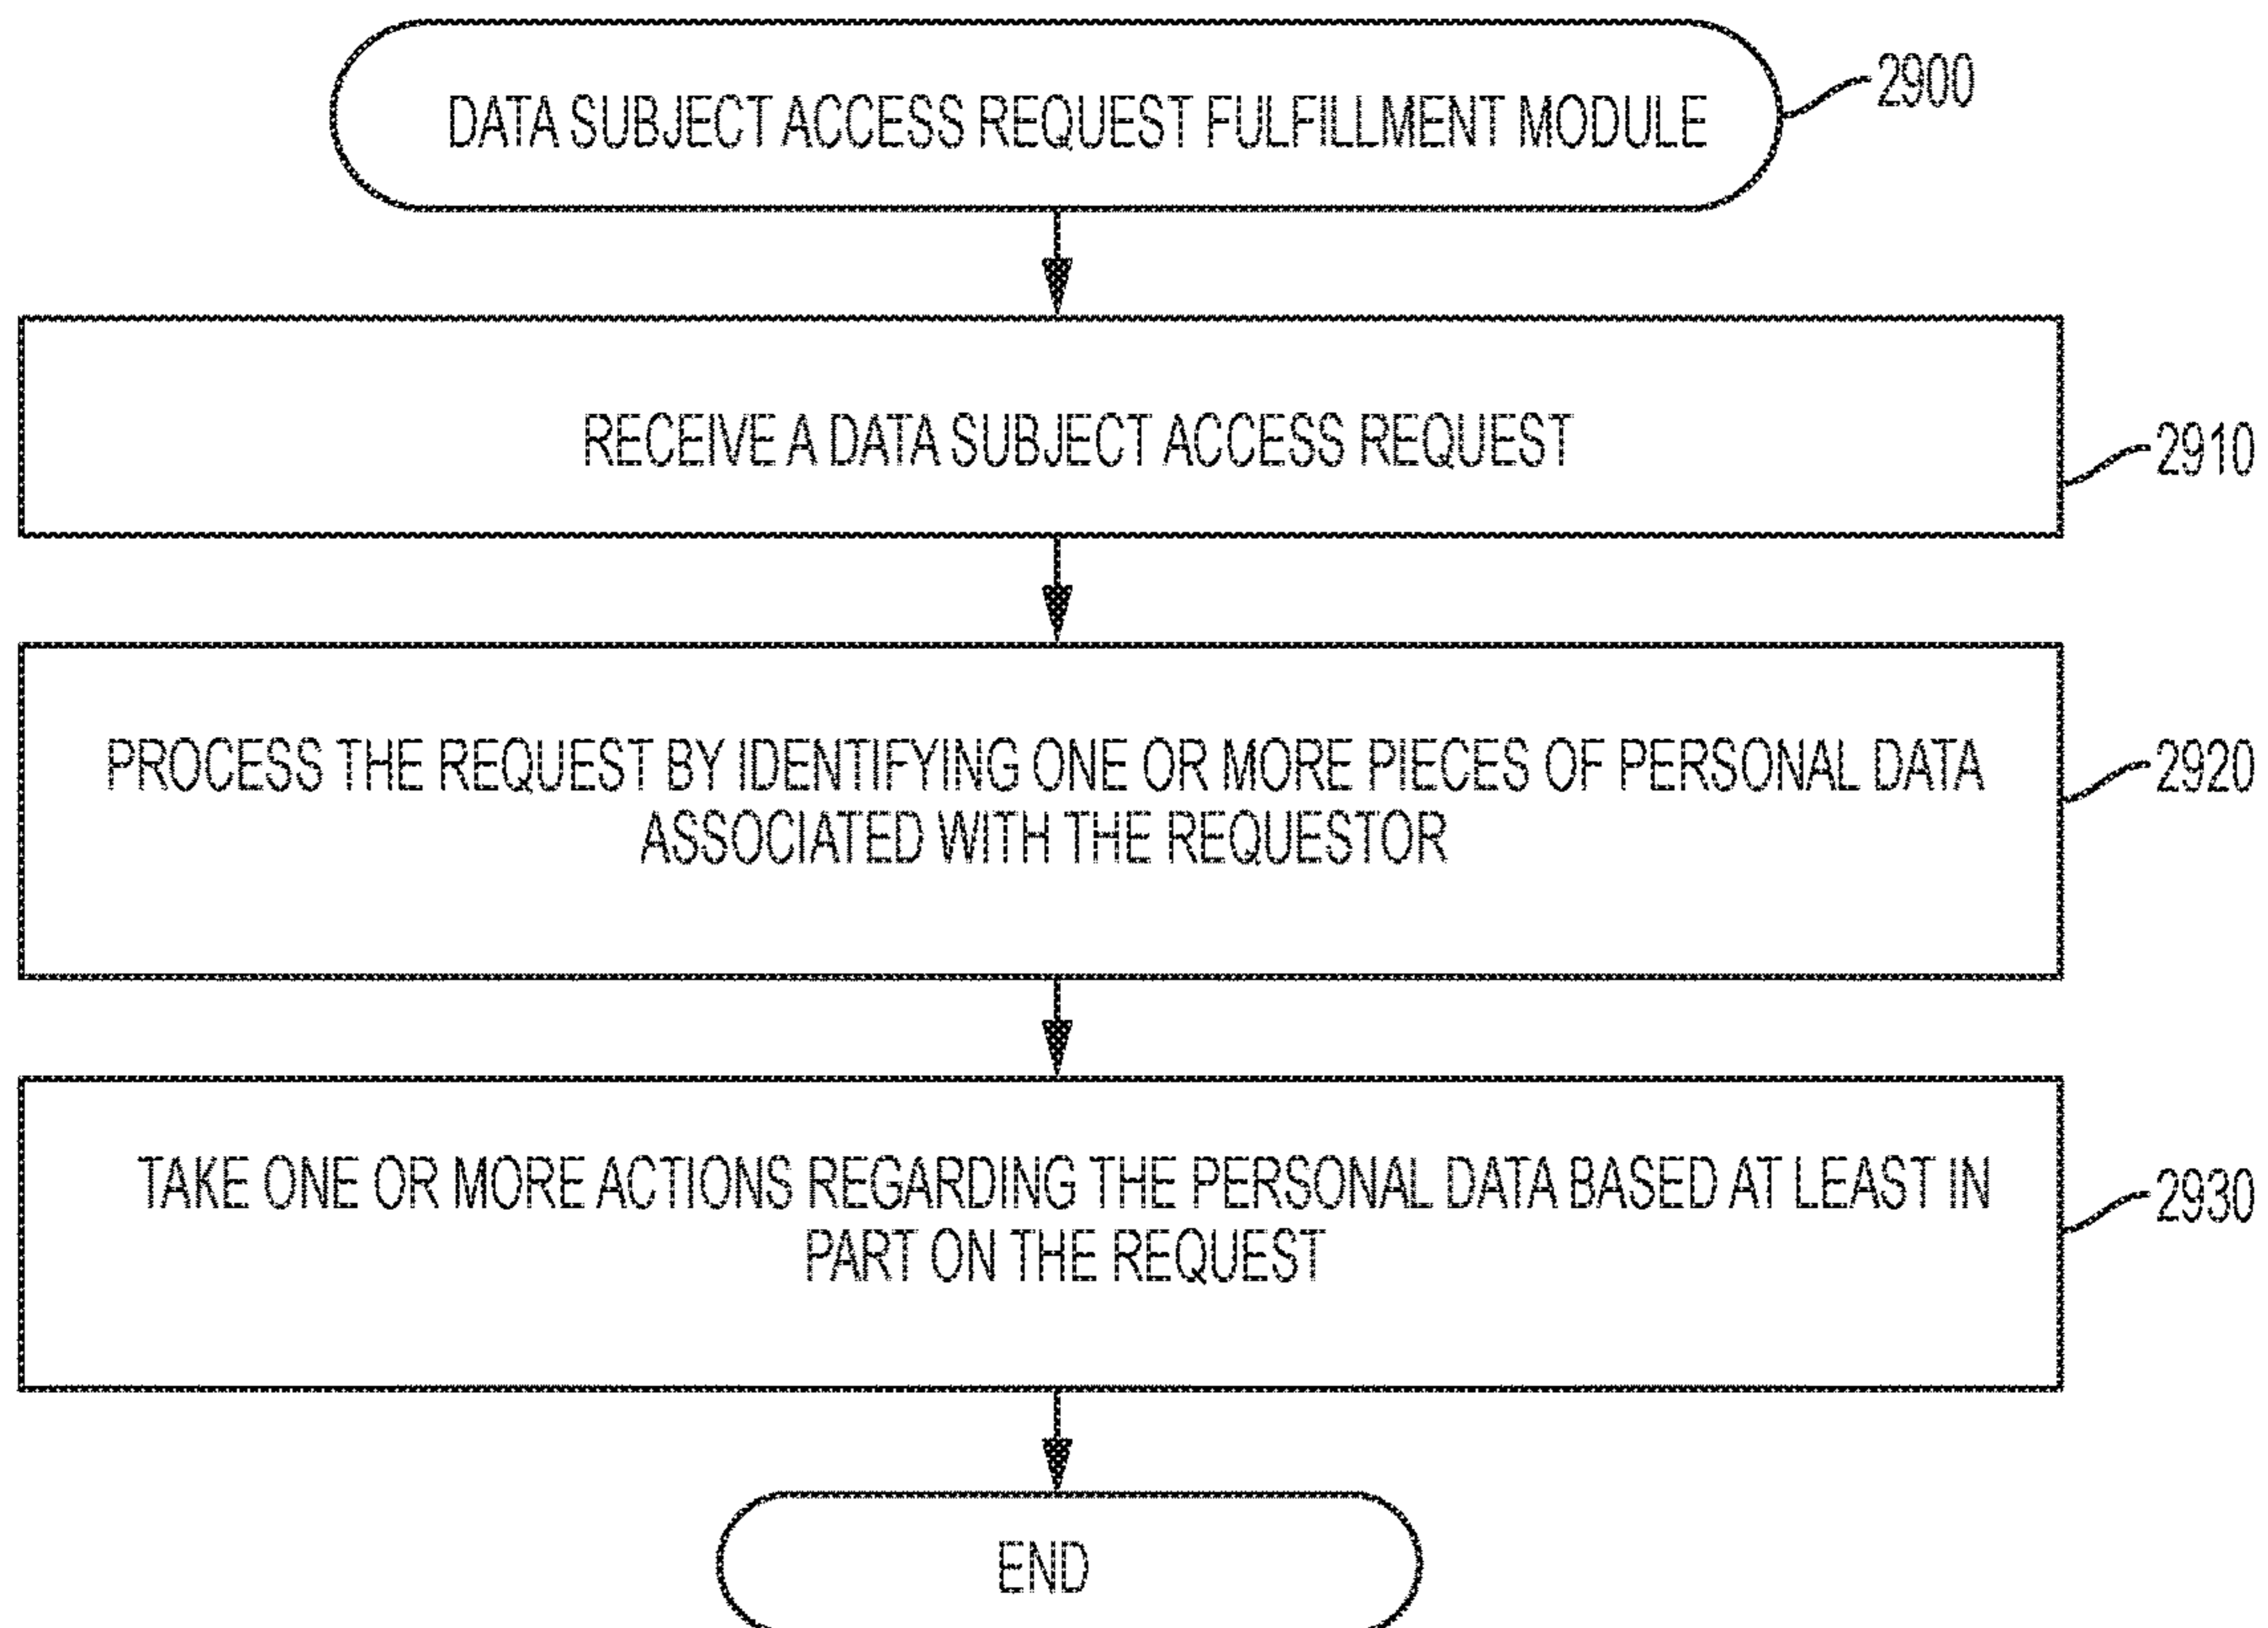 DATA SUBJECT ACCESS REQUEST FULFILLMENT MODULE
2900
RECEIVE A DATA SUBJECT ACCESS REQUEST
2910
PROCESS THE REQUEST BY IDENTIFYING ONE OR MORE PIECES OF PERSONAL DATA
ASSOCIATED WITH THE REQUESTOR
2920
TAKE ONE OR MORE ACTIONS REGARDING THE PERSONAL DATA BASED AT LEAST IN
PART ON THE REQUEST
2930
END